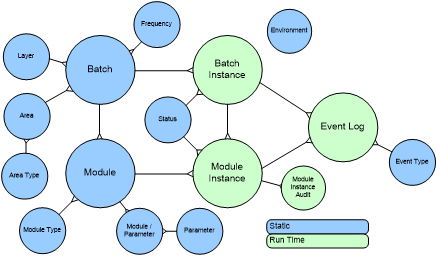 Frequency
Environment
Layer
Batch
Batch
Instance
Area
Status
Event Log
Area Type
Module
Module
Instance
Event Type
Module
Instance
Audit
Module Type
Module /
Parameter
Parameter
Static
Run Time